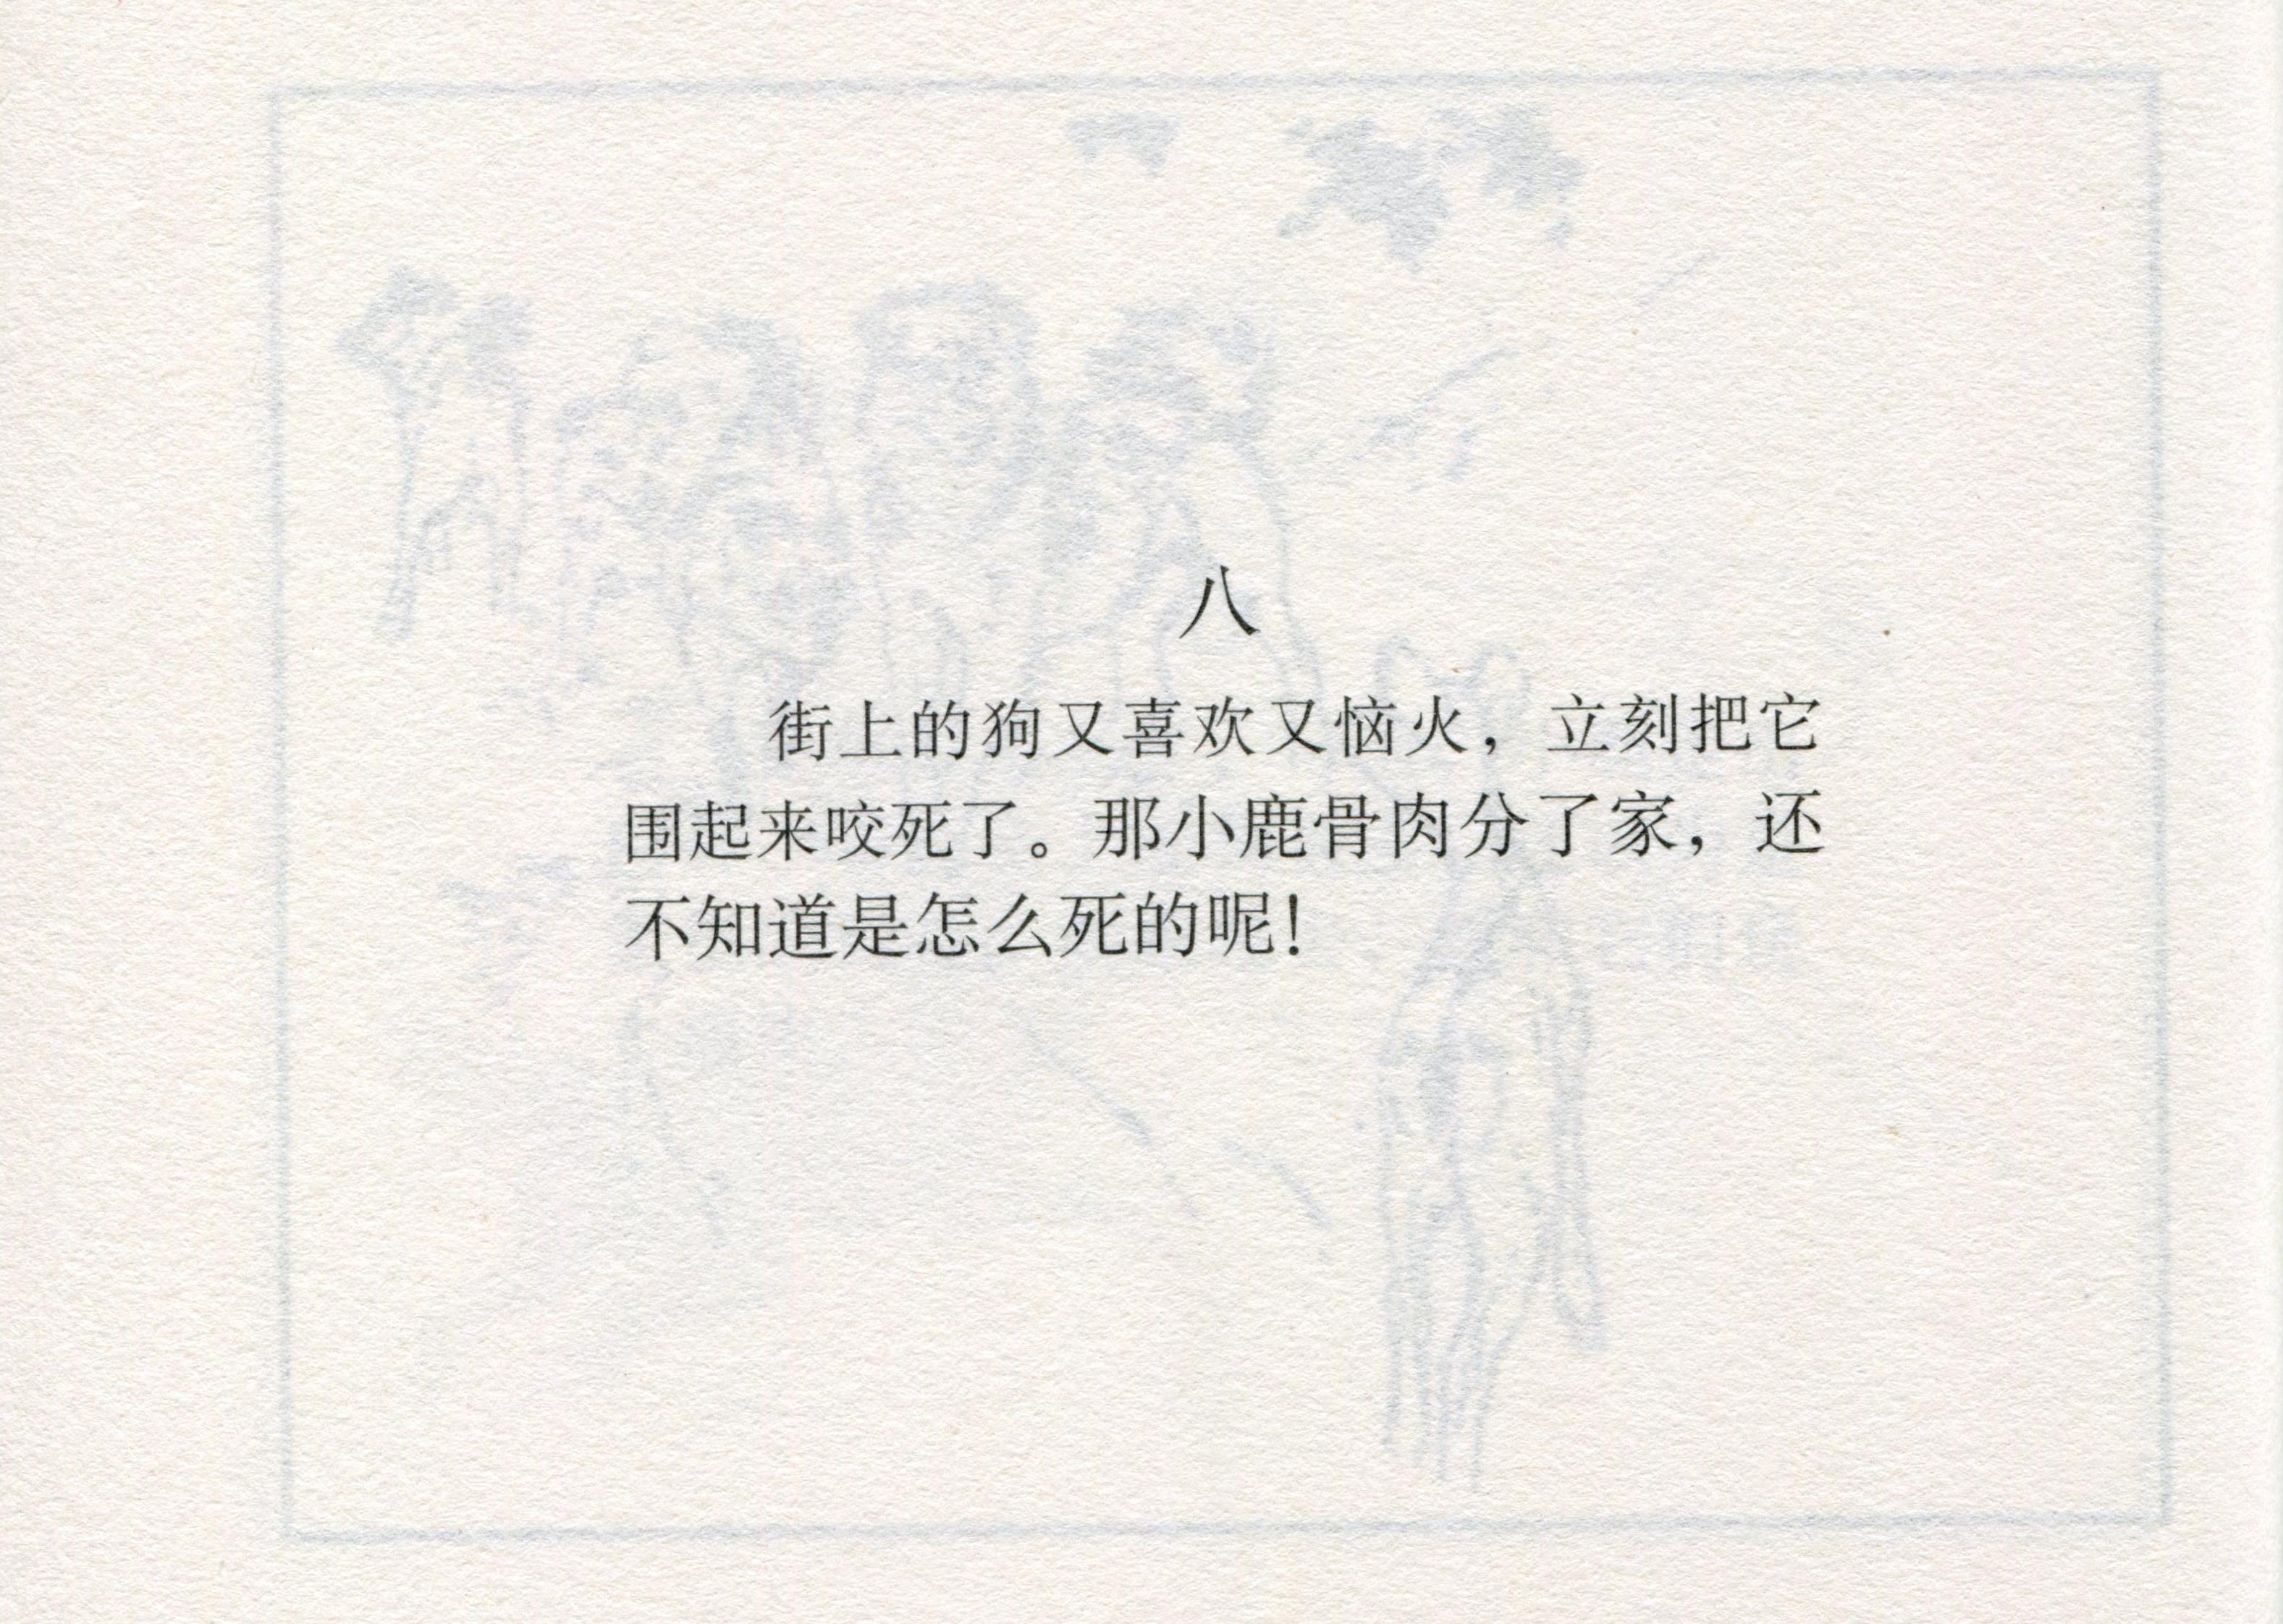 八
街上的狗又喜欢又恼火，立刻把它
围起来咬死了。那小鹿骨肉分了家，还
不知道是怎么死的呢！